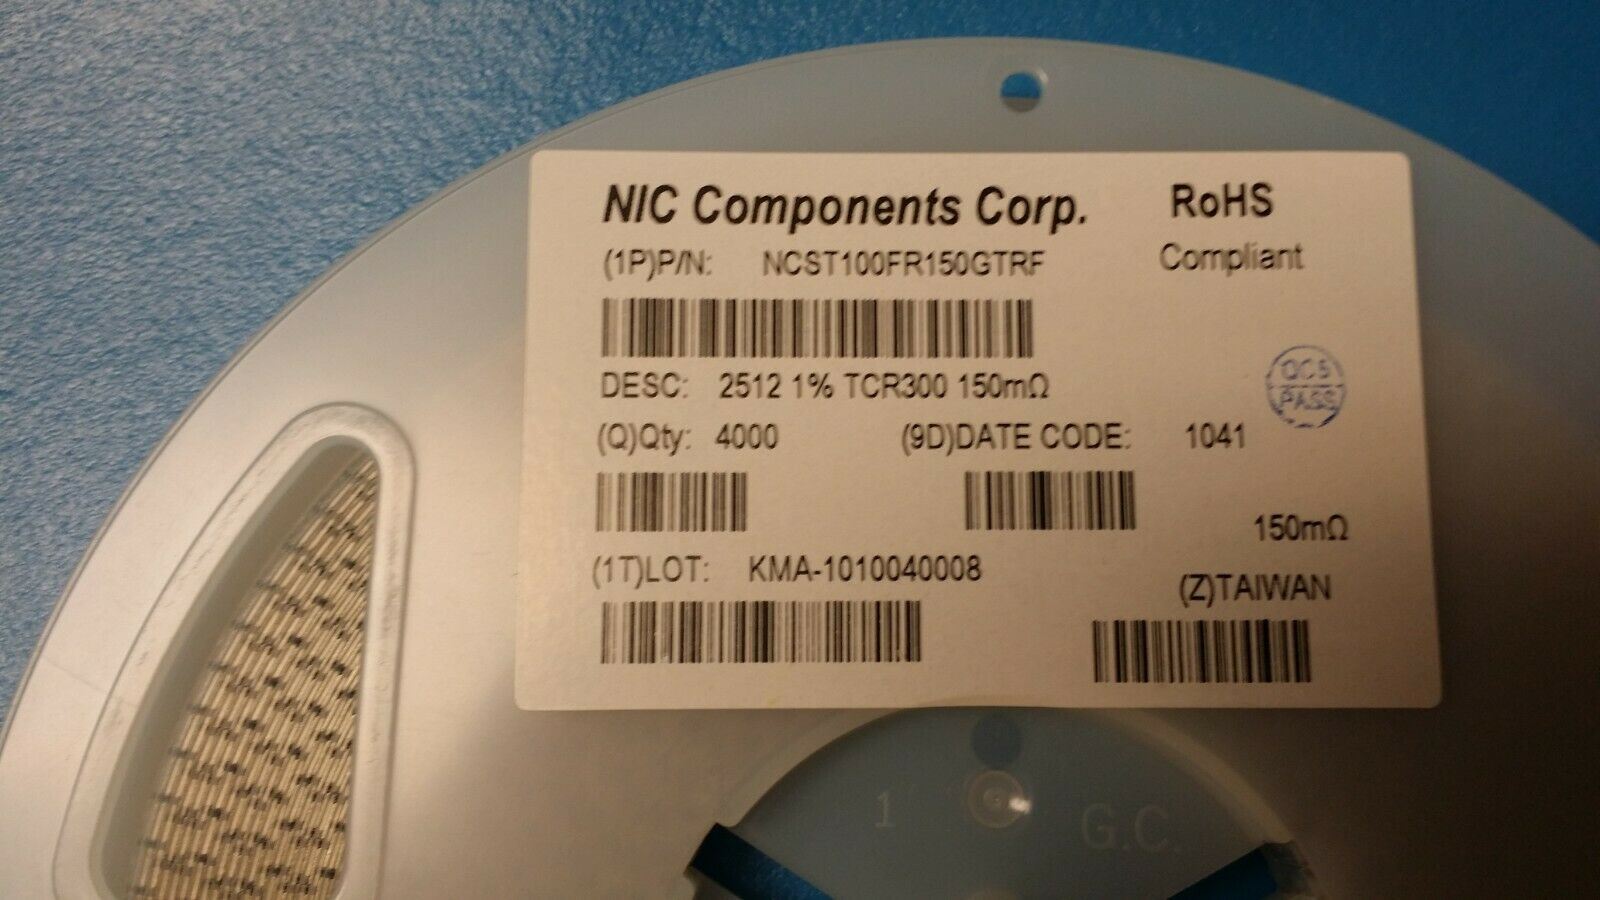 NIC Components Corp. RoHS
(1P)P/N: NCST100FR150GTRF Compliant
DESC: 2512 1% TCR300 150mΩ
QC5
PASS
(Q)Qty: 4000 (9D)DATE CODE: 1041
150mΩ
(1T)LOT: KMA-1010040008
(Z)TAIWAN
1 G.C.